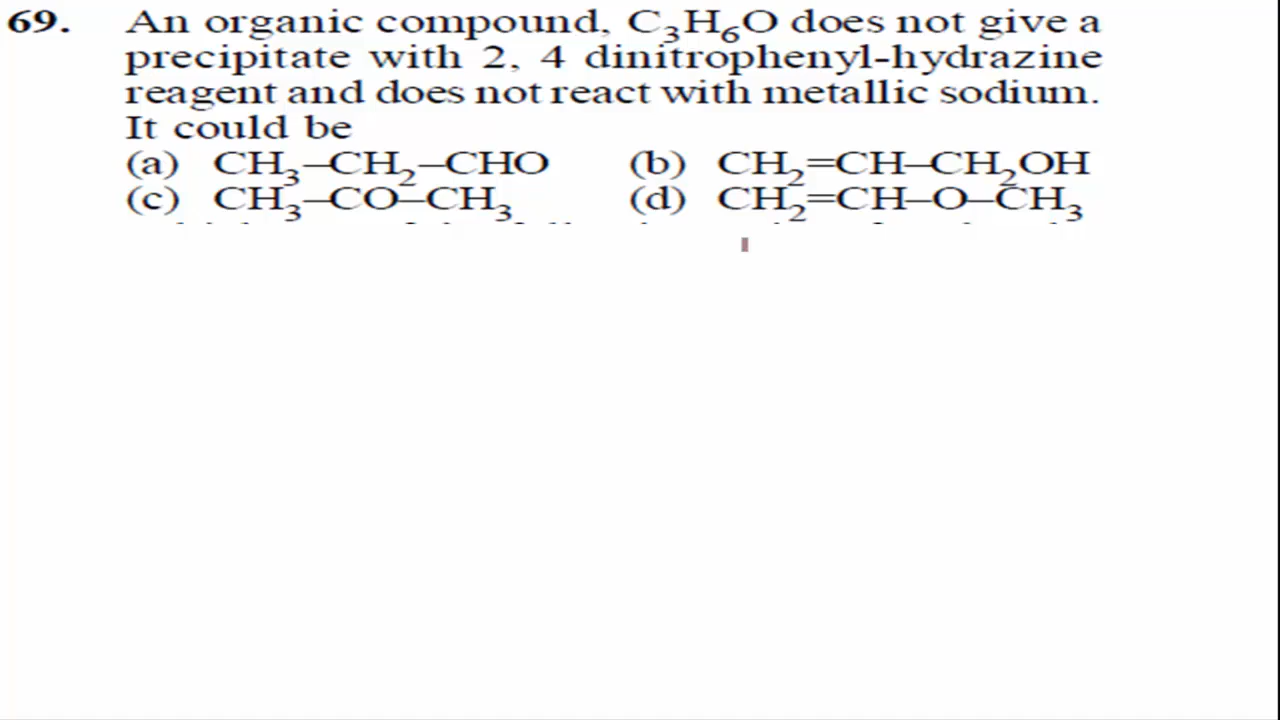 69. An organic compound, C₃H₆O does not give a
precipitate with 2, 4 dinitrophenyl-hydrazine
reagent and does not react with metallic sodium.
It could be
(a) CH₃–CH₂–CHO (b) CH₂=CH–CH₂OH
(c) CH₃–CO–CH₃ (d) CH₂=CH–O–CH₃